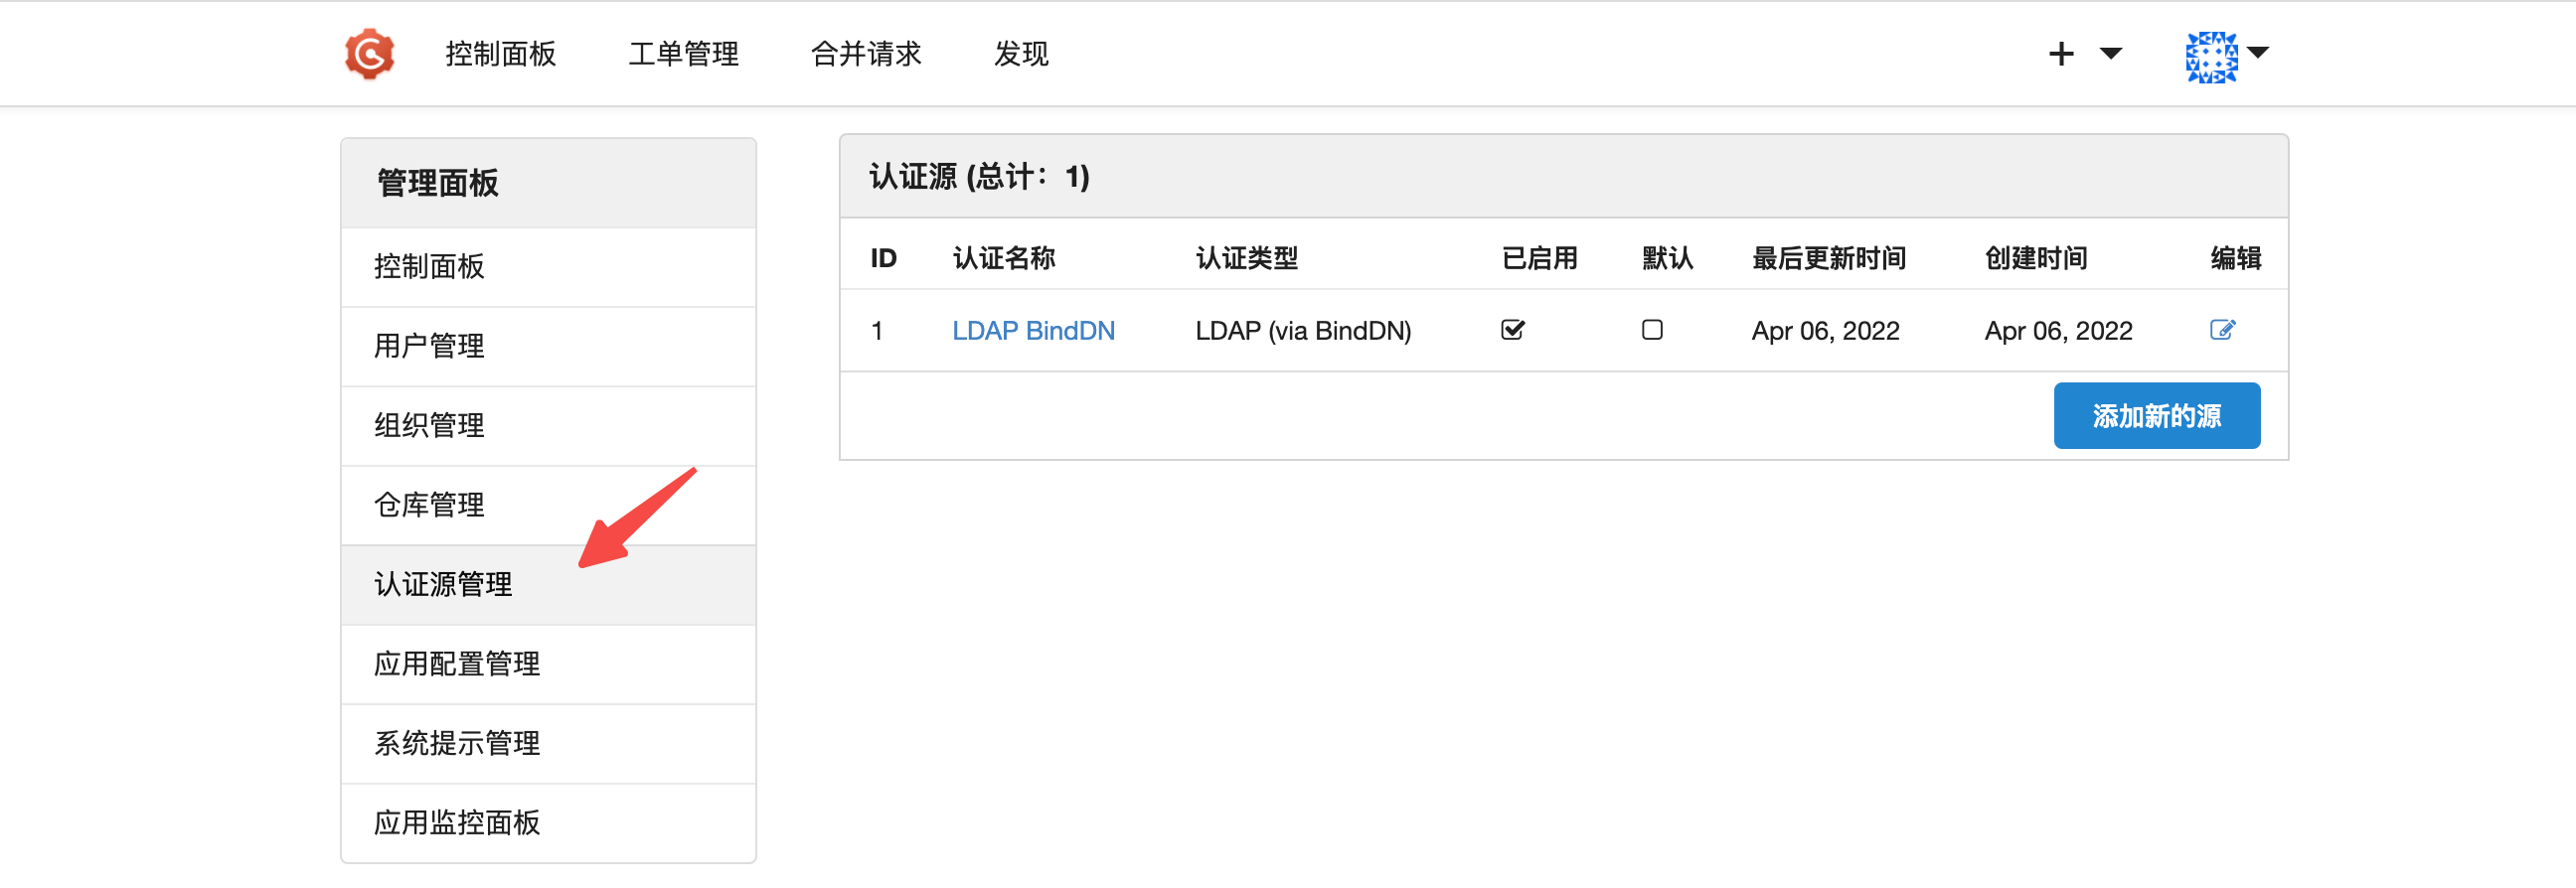 控制面板 工单管理 合并请求 发现
管理面板
控制面板
用户管理
组织管理
仓库管理
认证源管理
应用配置管理
系统提示管理
应用监控面板
认证源 (总计：1)
ID 认证名称 认证类型 已启用 默认 最后更新时间 创建时间 编辑
1 LDAP BindDN LDAP (via BindDN) Apr 06, 2022 Apr 06, 2022
添加新的源